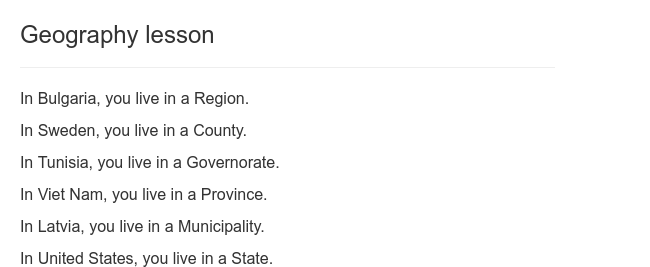 Geography lesson
In Bulgaria, you live in a Region.
In Sweden, you live in a County.
In Tunisia, you live in a Governorate.
In Viet Nam, you live in a Province.
In Latvia, you live in a Municipality.
In United States, you live in a State.